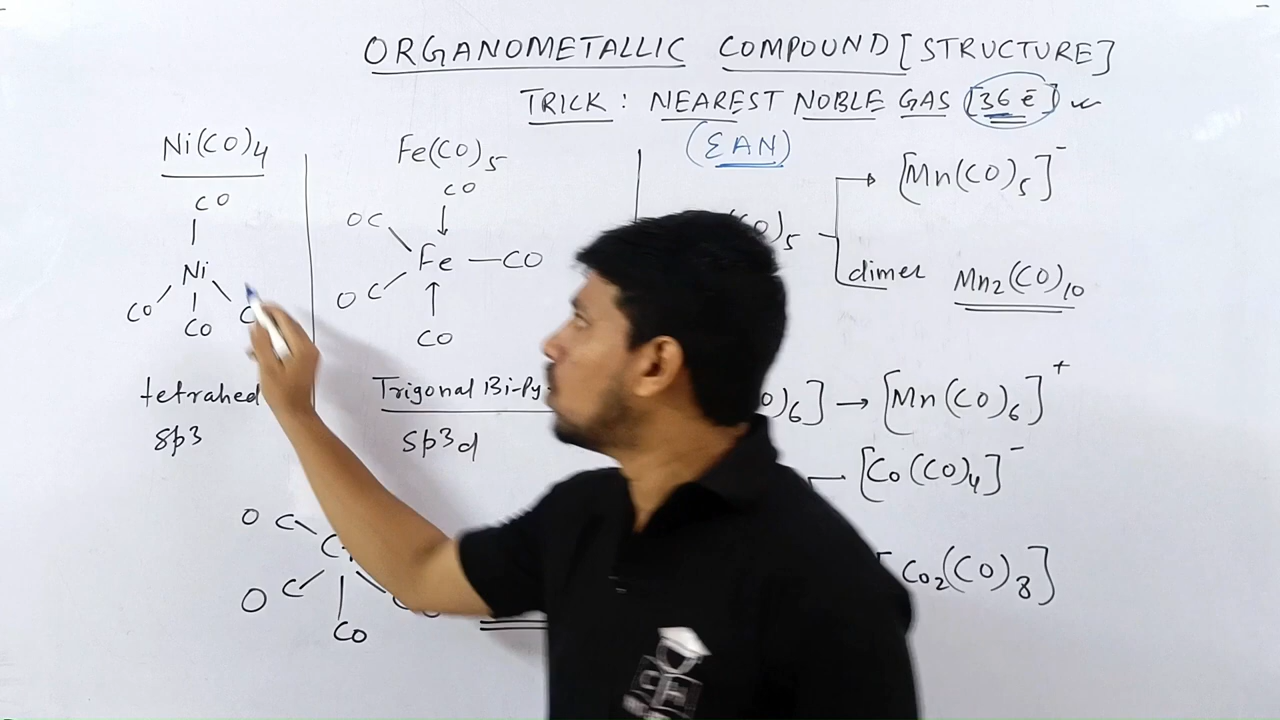 ORGANOMETALLIC COMPOUND [STRUCTURE]
TRICK: NEAREST NOBLE GAS [36 ē]
(EAN)
Ni(CO)4
CO
Ni
CO
CO
Fe(CO)5
CO
OC
Fe — CO
OC
CO
)5
[Mn(CO)5]⁻
dimer Mn2(CO)10
tetrahed
sp3
Trigonal Bi-Py
sp3d
)6] → [Mn(CO)6]⁺
[Co(CO)4]⁻
[Co2(CO)8]
OC
OC
CO